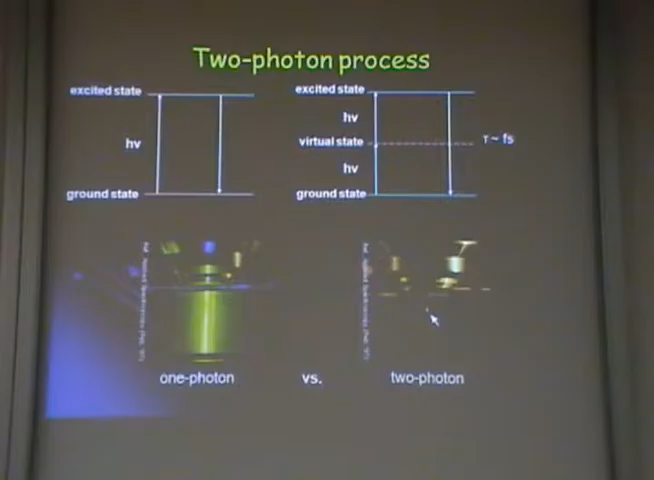 Two-photon process
excited state
hν
ground state
excited state
hν
virtual state
hν
ground state
τ ~ fs
one-photon
vs.
two-photon